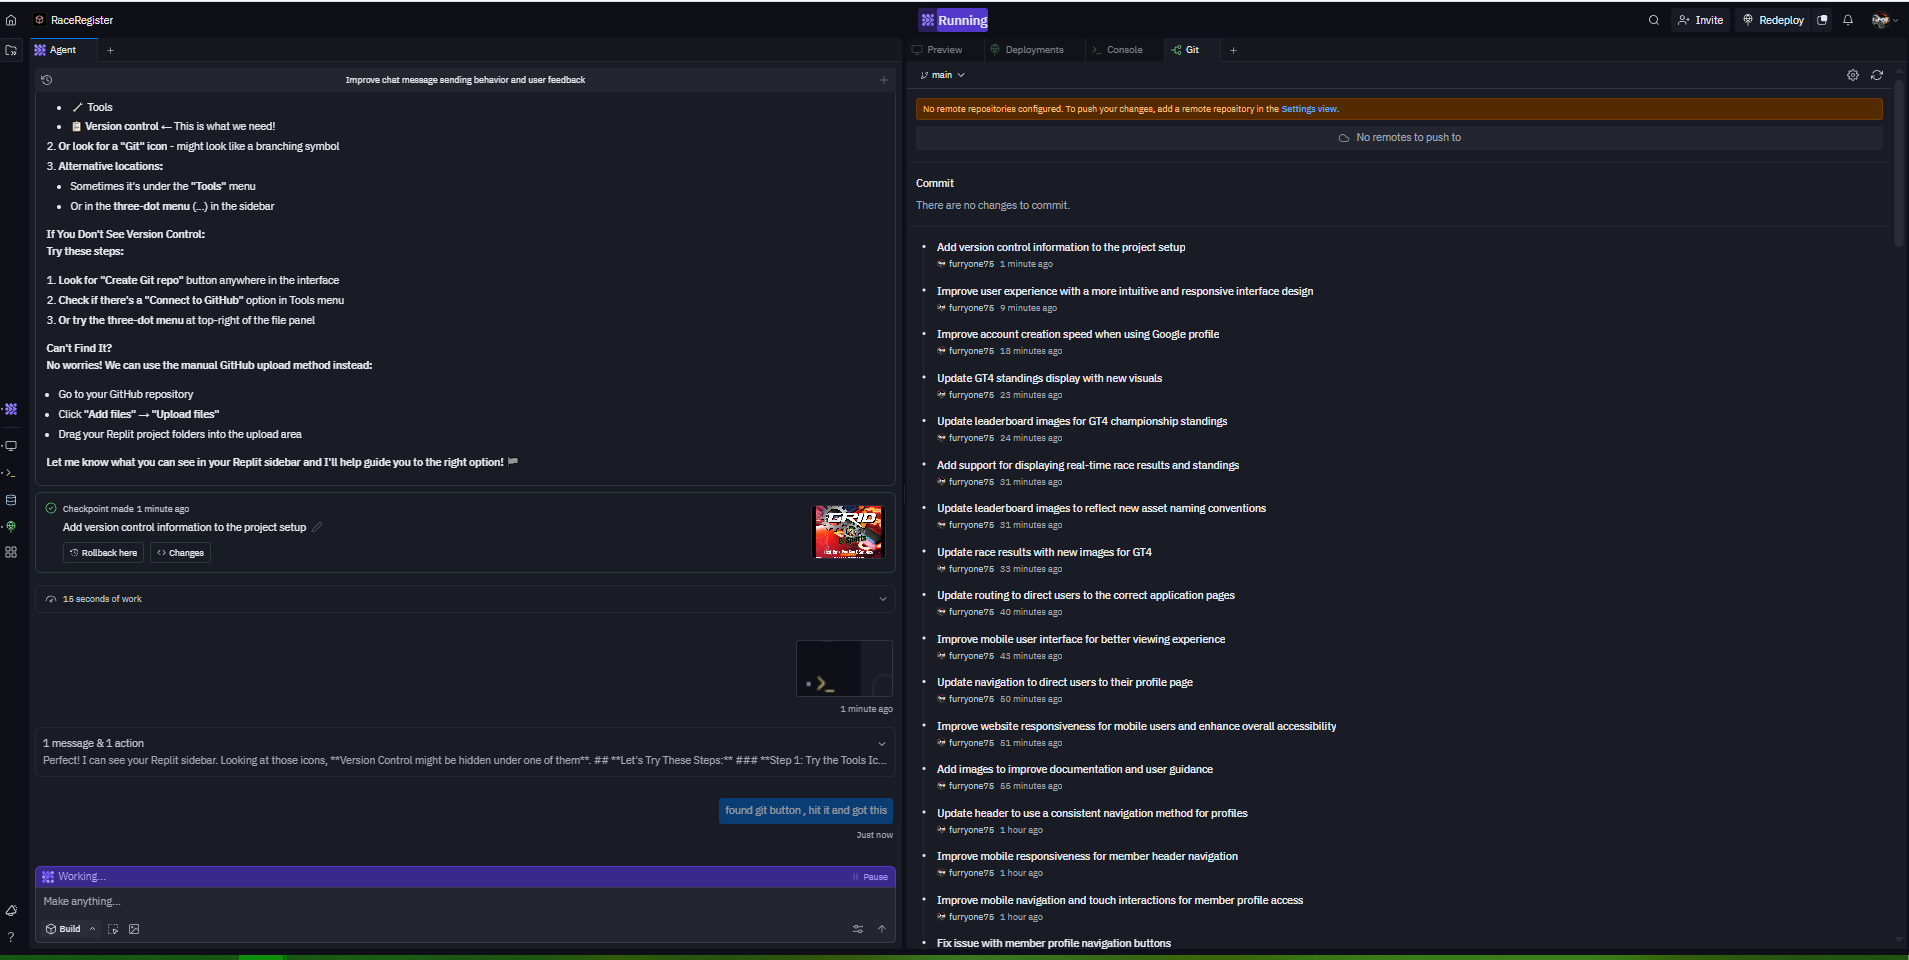 RaceRegister
Running
Invite
Redeploy
Agent
Preview
Deployments
Console
Git
Improve chat message sending behavior and user feedback
Tools
Version control ← This is what we need!
2. Or look for a "Git" icon - might look like a branching symbol
3. Alternative locations:
Sometimes it's under the "Tools" menu
Or in the three-dot menu (...) in the sidebar
If You Don't See Version Control:
Try these steps:
1. Look for "Create Git repo" button anywhere in the interface
2. Check if there's a "Connect to GitHub" option in Tools menu
3. Or try the three-dot menu at top-right of the file panel
Can't Find It?
No worries! We can use the manual GitHub upload method instead:
Go to your GitHub repository
Click "Add files" → "Upload files"
Drag your Replit project folders into the upload area
Let me know what you can see in your Replit sidebar and I'll help guide you to the right option!
Checkpoint made 1 minute ago
Add version control information to the project setup
Rollback here
Changes
GRID
15 seconds of work
1 minute ago
1 message & 1 action
Perfect! I can see your Replit sidebar. Looking at those icons, **Version Control might be hidden under one of them**. ## **Let's Try These Steps:** ### **Step 1: Try the Tools Ic...
found git button , hit it and got this
Just now
Working...
Pause
Make anything...
Build
main
No remote repositories configured. To push your changes, add a remote repository in the Settings view.
No remotes to push to
Commit
There are no changes to commit.
Add version control information to the project setup
furryone75 1 minute ago
Improve user experience with a more intuitive and responsive interface design
furryone75 9 minutes ago
Improve account creation speed when using Google profile
furryone75 18 minutes ago
Update GT4 standings display with new visuals
furryone75 23 minutes ago
Update leaderboard images for GT4 championship standings
furryone75 24 minutes ago
Add support for displaying real-time race results and standings
furryone75 31 minutes ago
Update leaderboard images to reflect new asset naming conventions
furryone75 31 minutes ago
Update race results with new images for GT4
furryone75 33 minutes ago
Update routing to direct users to the correct application pages
furryone75 40 minutes ago
Improve mobile user interface for better viewing experience
furryone75 43 minutes ago
Update navigation to direct users to their profile page
furryone75 50 minutes ago
Improve website responsiveness for mobile users and enhance overall accessibility
furryone75 51 minutes ago
Add images to improve documentation and user guidance
furryone75 55 minutes ago
Update header to use a consistent navigation method for profiles
furryone75 1 hour ago
Improve mobile responsiveness for member header navigation
furryone75 1 hour ago
Improve mobile navigation and touch interactions for member profile access
furryone75 1 hour ago
Fix issue with member profile navigation buttons